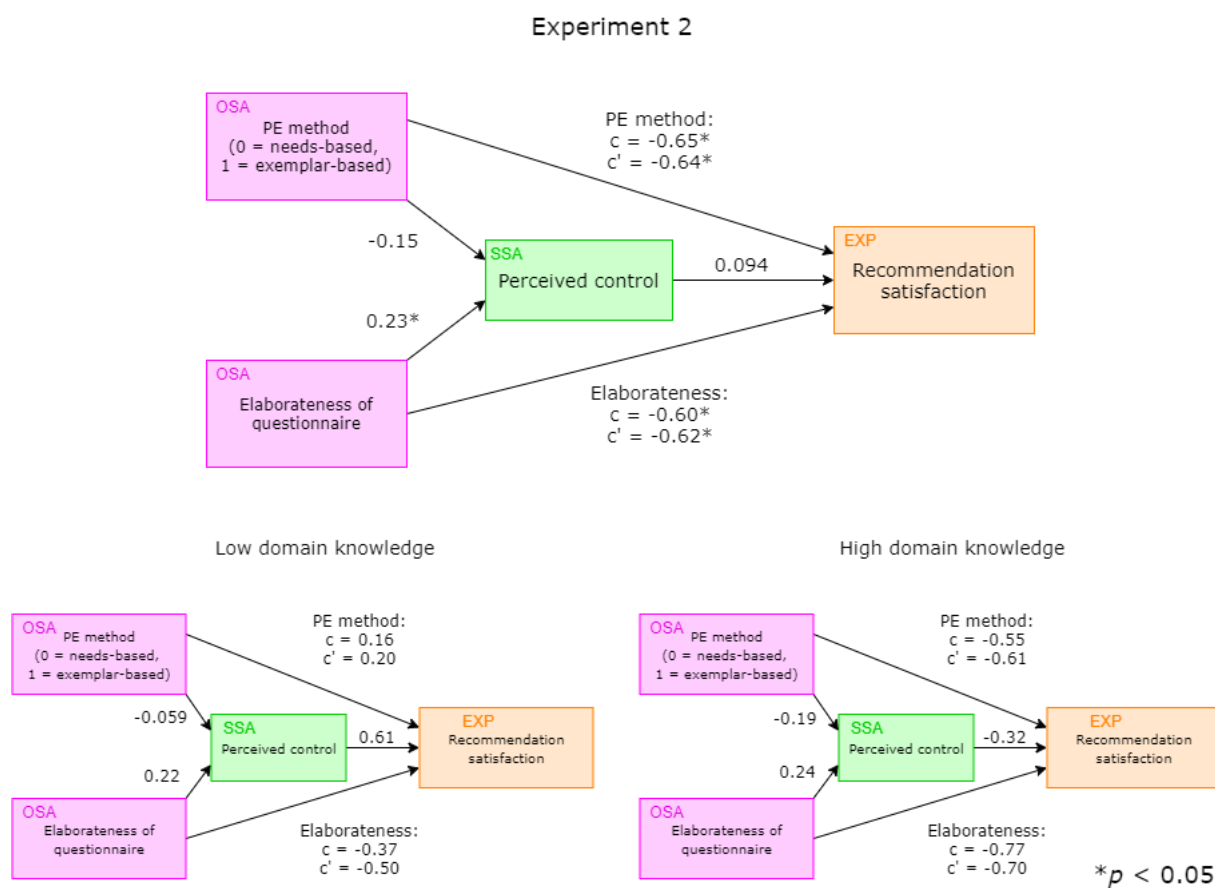 Experiment 2
OSA
PE method
(0 = needs-based,
1 = exemplar-based)
PE method:
c = -0.65*
c' = -0.64*
-0.15
SSA
Perceived control
0.094
EXP
Recommendation
satisfaction
0.23*
OSA
Elaborateness of
questionnaire
Elaborateness:
c = -0.60*
c' = -0.62*
Low domain knowledge
OSA
PE method
(0 = needs-based,
1 = exemplar-based)
PE method:
c = 0.16
c' = 0.20
-0.059
SSA
Perceived control
0.61
EXP
Recommendation
satisfaction
0.22
OSA
Elaborateness of
questionnaire
Elaborateness:
c = -0.37
c' = -0.50
High domain knowledge
OSA
PE method
(0 = needs-based,
1 = exemplar-based)
PE method:
c = -0.55
c' = -0.61
-0.19
SSA
Perceived control
-0.32
EXP
Recommendation
satisfaction
0.24
OSA
Elaborateness of
questionnaire
Elaborateness:
c = -0.77
c' = -0.70
*p < 0.05